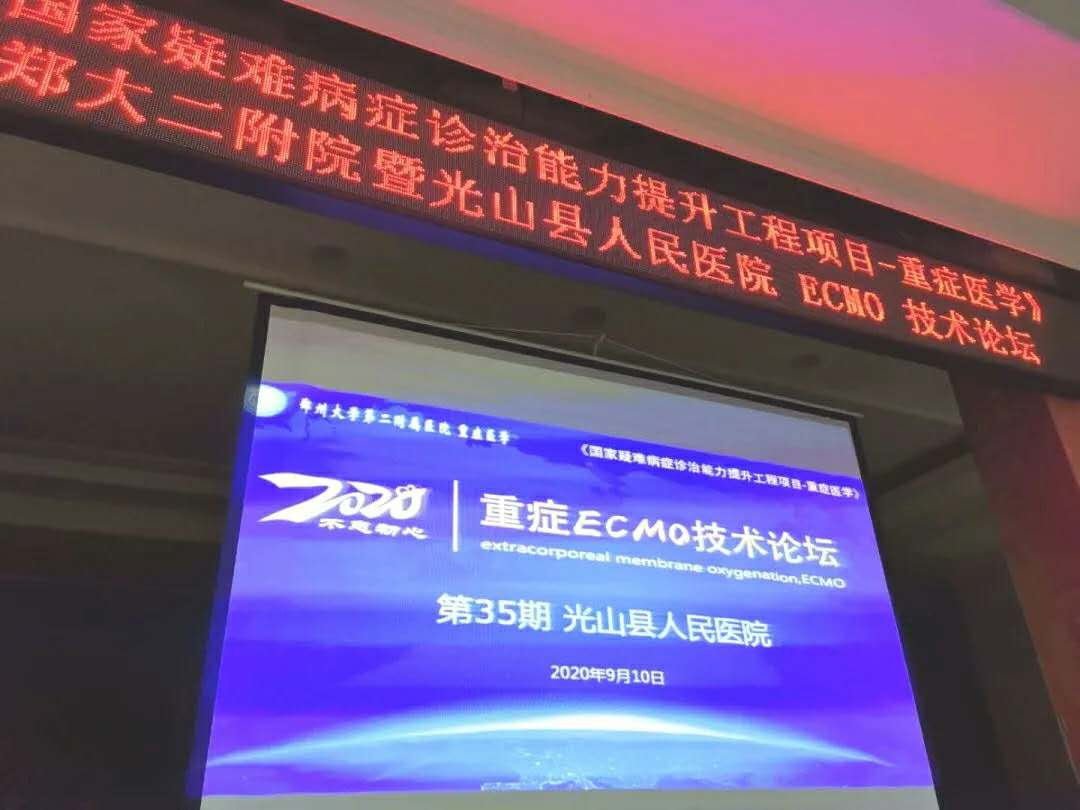 国家疑难病症诊治能力提升工程项目-重症医学》
郑大二附院暨光山县人民医院 ECMO 技术论坛
郑州大学第二附属医院 重症医学
《国家疑难病症诊治能力提升工程项目-重症医学》
2020
不忘初心
重症ECMO技术论坛
extracorporeal membrane oxygenation,ECMO
第35期 光山县人民医院
2020年9月10日